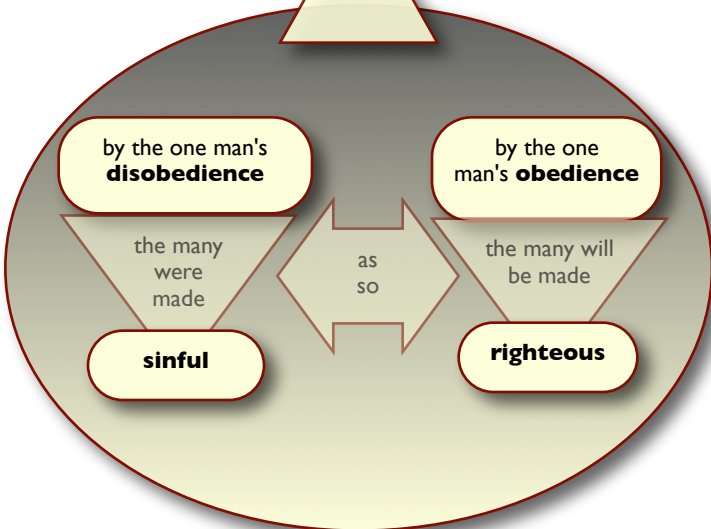 by the one man's
disobedience
the many
were
made
sinful
as
so
by the one
man's obedience
the many will
be made
righteous